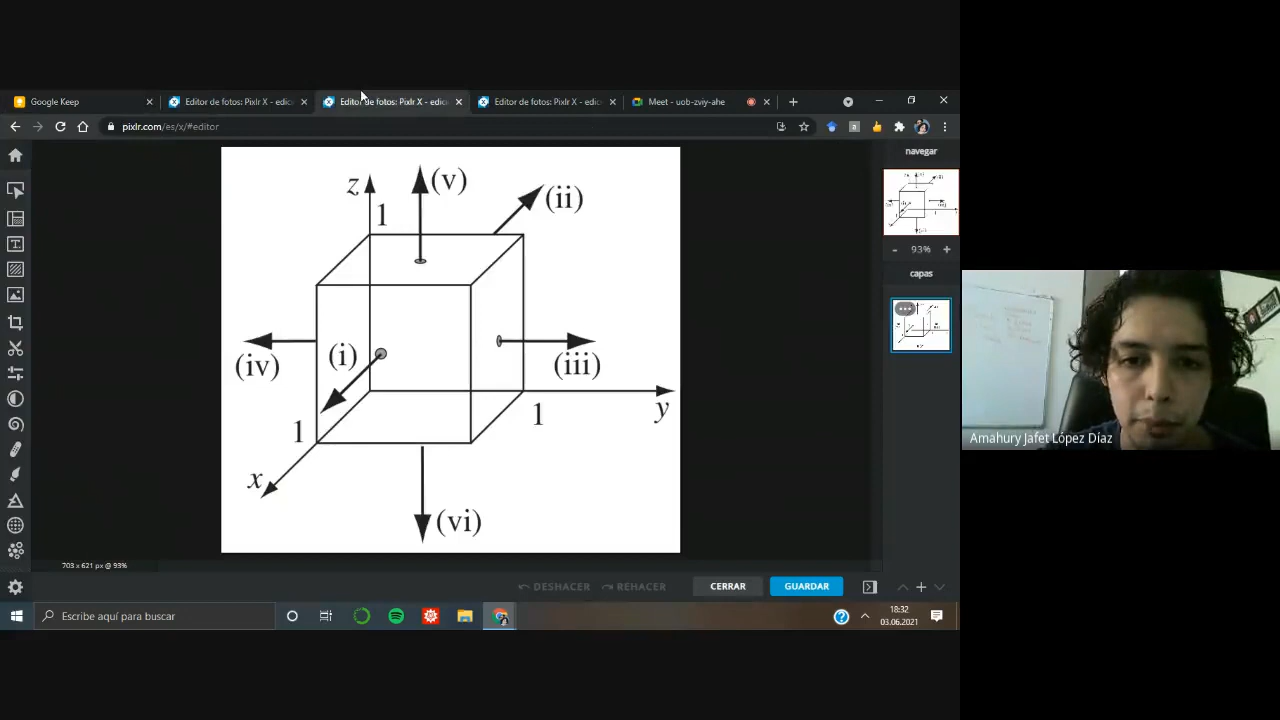 Google Keep
Editor de fotos: Pixlr X - edic
Editor de fotos: Pixlr X - edic
Editor de fotos: Pixlr X - edic
Meet - uob-zviy-ahe
pixlr.com/es/x/#editor
navegar
93%
capas
z
1
(v)
(ii)
(iv)
(i)
(iii)
1
1
y
x
(vi)
Amahury Jafet López Díaz
703 x 621 px @ 93%
DESHACER
REHACER
CERRAR
GUARDAR
Escribe aquí para buscar
18:32
03.06.2021